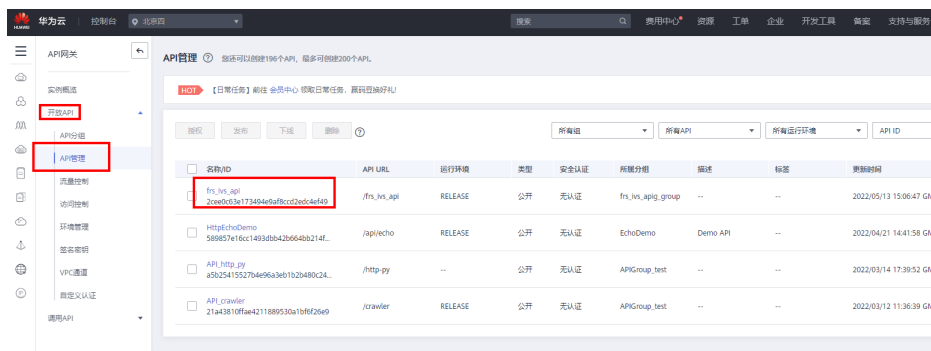 HUAWEI
华为云 控制台 北京四 搜索 费用中心 资源 工单 企业 开发工具 备案 支持与服务
API网关
实例概览
开放API
API分组
API管理
流量控制
访问控制
环境管理
签名密钥
VPC通道
自定义认证
调用API
API管理 您还可以创建196个API，最多可创建200个API。
HOT 【日常任务】前往 会员中心 领取日常任务，赢码豆换好礼!
授权 发布 下线 删除 所有组 所有API 所有运行环境 API ID
名称/ID API URL 运行环境 类型 安全认证 所属分组 描述 标签 更新时间
frs_ivs_api
2cee0c63e173494e9af8ccd2edc4ef49 /frs_ivs_api RELEASE 公开 无认证 frs_ivs_apig_group -- -- 2022/05/13 15:06:47 GM
HttpEchoDemo
589857e16cc1493dbb42b664bb214f... /api/echo RELEASE 公开 无认证 EchoDemo Demo API -- 2022/04/21 14:41:58 GM
API_http_py
a5b25415527b4e96a3eb1b2b480c24... /http-py -- 公开 无认证 APIGroup_test -- -- 2022/03/14 17:39:52 GM
API_crawler
21a43810ffae4211889530a1bf6f26e9 /crawler RELEASE 公开 无认证 APIGroup_test -- -- 2022/03/12 11:36:39 GM